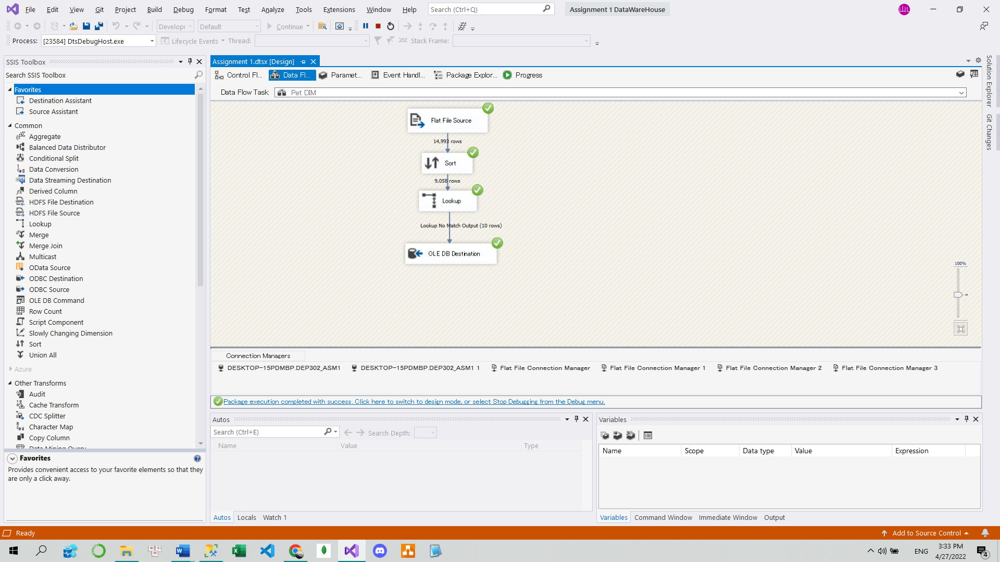 File Edit View Git Project Build Debug Format Test Analyze Tools Extensions Window Help Search (Ctrl+Q) Assignment 1 DataWareHouse
Develop Default Continue
Process: [23584] DtsDebugHost.exe Lifecycle Events Thread: Stack Frame:
SSIS Toolbox
Search SSIS Toolbox
Favorites
Destination Assistant
Source Assistant
Common
Aggregate
Balanced Data Distributor
Conditional Split
Data Conversion
Data Streaming Destination
Derived Column
HDFS File Destination
HDFS File Source
Lookup
Merge
Merge Join
Multicast
OData Source
ODBC Destination
ODBC Source
OLE DB Command
Row Count
Script Component
Slowly Changing Dimension
Sort
Union All
Azure
Other Transforms
Audit
Cache Transform
CDC Splitter
Character Map
Copy Column
Data Mining Query
Favorites
Provides convenient access to your favorite elements so that they
are only a click away.
Assignment 1.dtsx [Design]
Control Fl... Data Fl... Paramet... Event Handl... Package Explor... Progress
Data Flow Task: Pet DIM
Flat File Source
14,993 rows
Sort
9,058 rows
Lookup
Lookup No Match Output (10 rows)
OLE DB Destination
100%
Connection Managers
DESKTOP-15PDMBP.DEP302_ASM1 DESKTOP-15PDMBP.DEP302_ASM1 1 Flat File Connection Manager Flat File Connection Manager 1 Flat File Connection Manager 2 Flat File Connection Manager 3
Package execution completed with success. Click here to switch to design mode, or select Stop Debugging from the Debug menu.
Autos
Search (Ctrl+E) Search Depth:
Name Value Type
Autos Locals Watch 1
Variables
Name Scope Data type Value Expression
Variables Command Window Immediate Window Output
Solution Explorer
Git Changes
Ready Add to Source Control
ENG 3:33 PM
4/27/2022
4